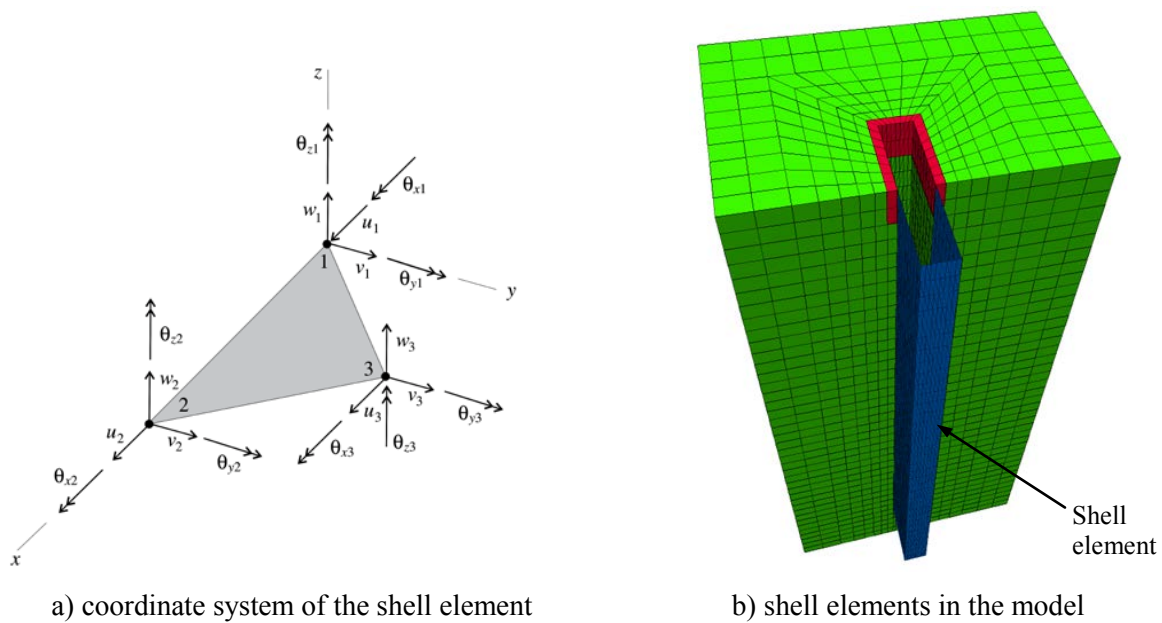 z
θz1
θx1
w1
u1
1
v1
θy1
y
θz2
w3
w2
3
2
v3
θy3
u3
u2
v2
θy2
θx3
θz3
θx2
x
Shell
element
a) coordinate system of the shell element
b) shell elements in the model